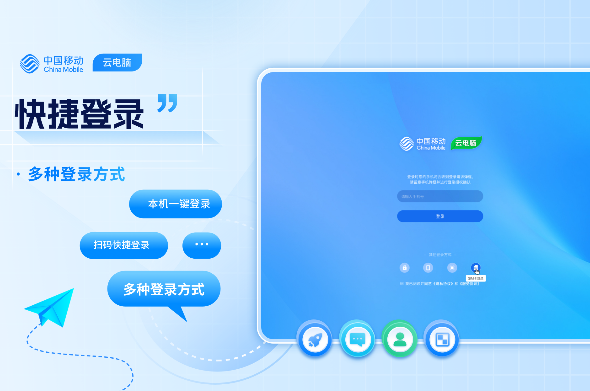 中国移动
China Mobile
云电脑
快捷登录
· 多种登录方式
本机一键登录
扫码快捷登录
···
多种登录方式
中国移动
China Mobile
云电脑
登录